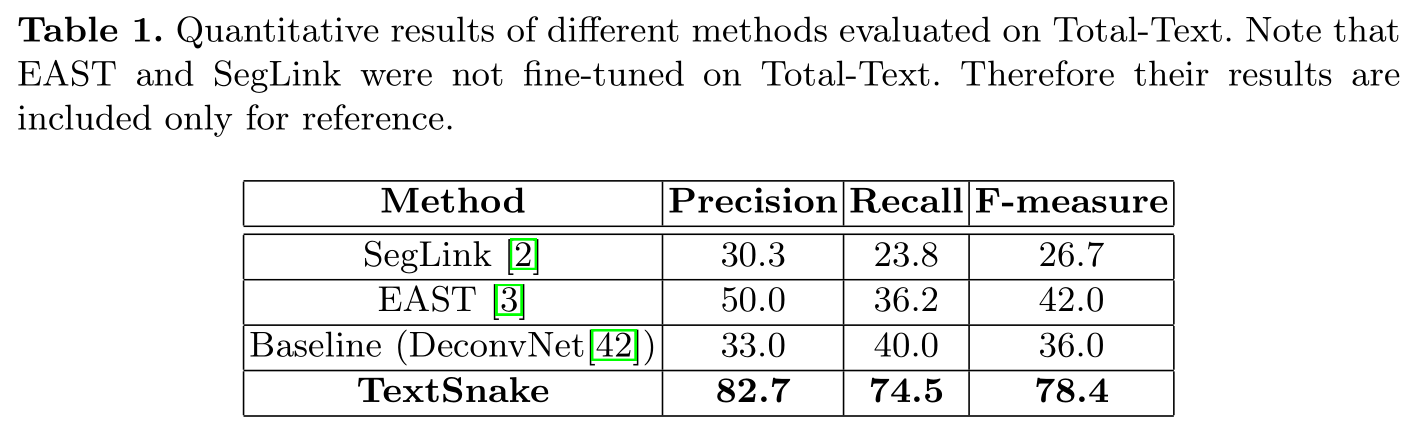 Table 1. Quantitative results of different methods evaluated on Total-Text. Note that
EAST and SegLink were not fine-tuned on Total-Text. Therefore their results are
included only for reference.
Method Precision Recall F-measure
SegLink [2] 30.3 23.8 26.7
EAST [3] 50.0 36.2 42.0
Baseline (DeconvNet[42]) 33.0 40.0 36.0
TextSnake 82.7 74.5 78.4